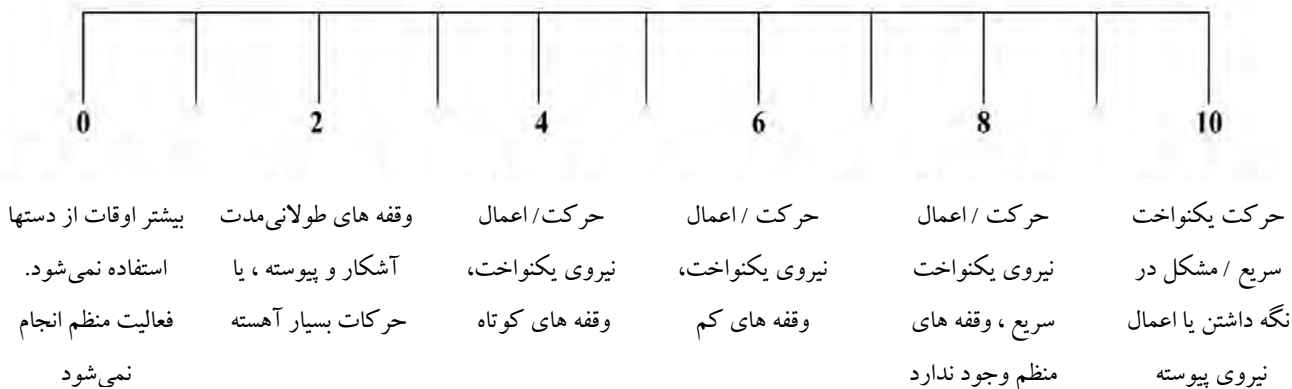 0 2 4 6 8 10
بیشتر اوقات از دستها
استفاده نمی‌شود.
فعالیت منظم انجام
نمی‌شود
وقفه های طولانی‌مدت
آشکار و پیوسته ، یا
حرکات بسیار آهسته
حرکت/ اعمال
نیروی یکنواخت،
وقفه های کوتاه
حرکت / اعمال
نیروی یکنواخت،
وقفه های کم
حرکت / اعمال
نیروی یکنواخت
سریع ، وقفه های
منظم وجود ندارد
حرکت یکنواخت
سریع / مشکل در
نگه داشتن یا اعمال
نیروی پیوسته